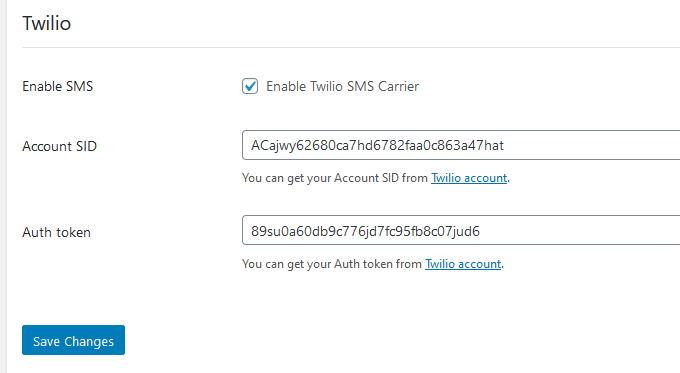 Twilio
Enable SMS
Enable Twilio SMS Carrier
Account SID
ACajwy62680ca7hd6782faa0c863a47hat
You can get your Account SID from Twilio account.
Auth token
89su0a60db9c776jd7fc95fb8c07jud6
You can get your Auth token from Twilio account.
Save Changes